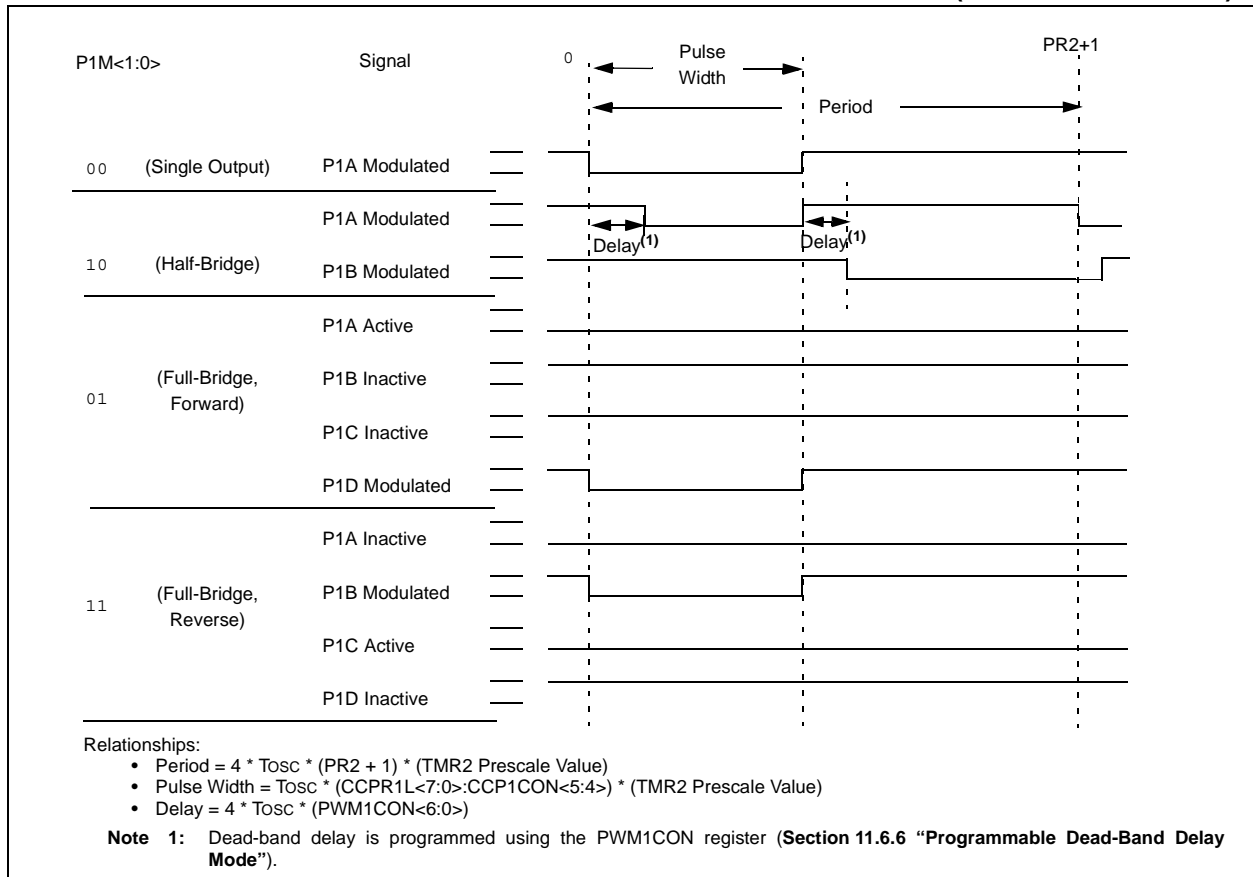 P1M<1:0>
Signal
0
Pulse
Width
PR2+1
Period
00 (Single Output) P1A Modulated
P1A Modulated
Delay(1) Delay(1)
10 (Half-Bridge) P1B Modulated
P1A Active
(Full-Bridge, P1B Inactive
01 Forward)
P1C Inactive
P1D Modulated
P1A Inactive
(Full-Bridge, P1B Modulated
11 Reverse)
P1C Active
P1D Inactive
Relationships:
• Period = 4 * TOSC * (PR2 + 1) * (TMR2 Prescale Value)
• Pulse Width = TOSC * (CCPR1L<7:0>:CCP1CON<5:4>) * (TMR2 Prescale Value)
• Delay = 4 * TOSC * (PWM1CON<6:0>)
Note 1: Dead-band delay is programmed using the PWM1CON register (Section 11.6.6 “Programmable Dead-Band Delay
Mode”).